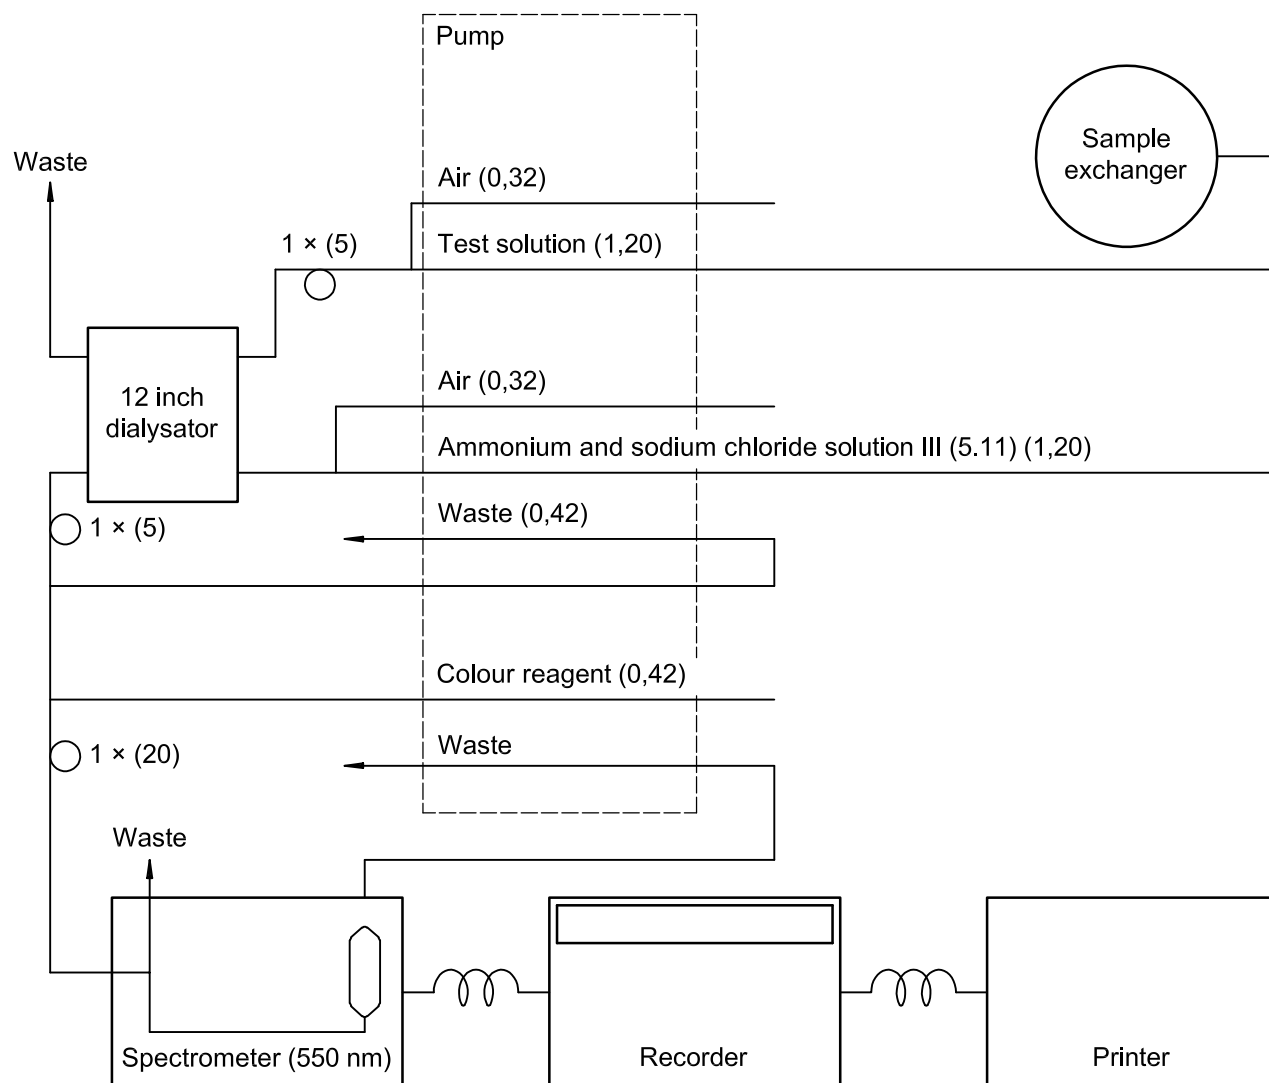 Pump
Sample
exchanger
Waste
Air (0,32)
1 × (5)
Test solution (1,20)
12 inch
dialysator
Air (0,32)
Ammonium and sodium chloride solution III (5.11) (1,20)
1 × (5)
Waste (0,42)
Colour reagent (0,42)
1 × (20)
Waste
Waste
Spectrometer (550 nm)
Recorder
Printer